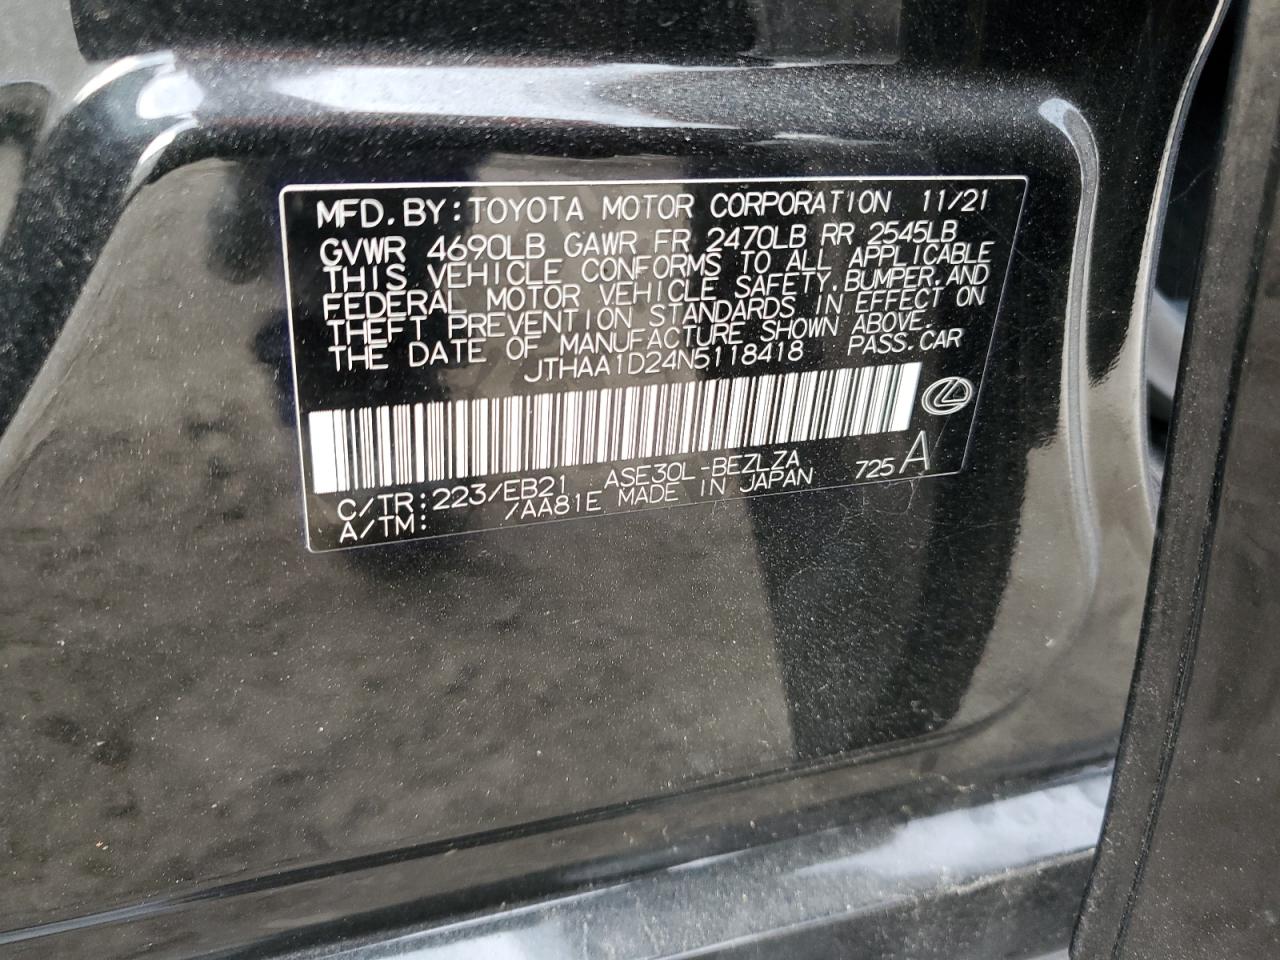 MFD. BY: TOYOTA MOTOR CORPORATION 11/21
GVWR 4690LB GAWR FR 2470LB RR 2545LB
THIS VEHICLE CONFORMS TO ALL APPLICABLE
FEDERAL MOTOR VEHICLE SAFETY, BUMPER, AND
THEFT PREVENTION STANDARDS IN EFFECT ON
THE DATE OF MANUFACTURE SHOWN ABOVE.
JTHAA1D24N5118418 PASS. CAR
C/TR: 223/EB21 ASE30L-BEZLZA 725 A
A/TM: /AA81E MADE IN JAPAN